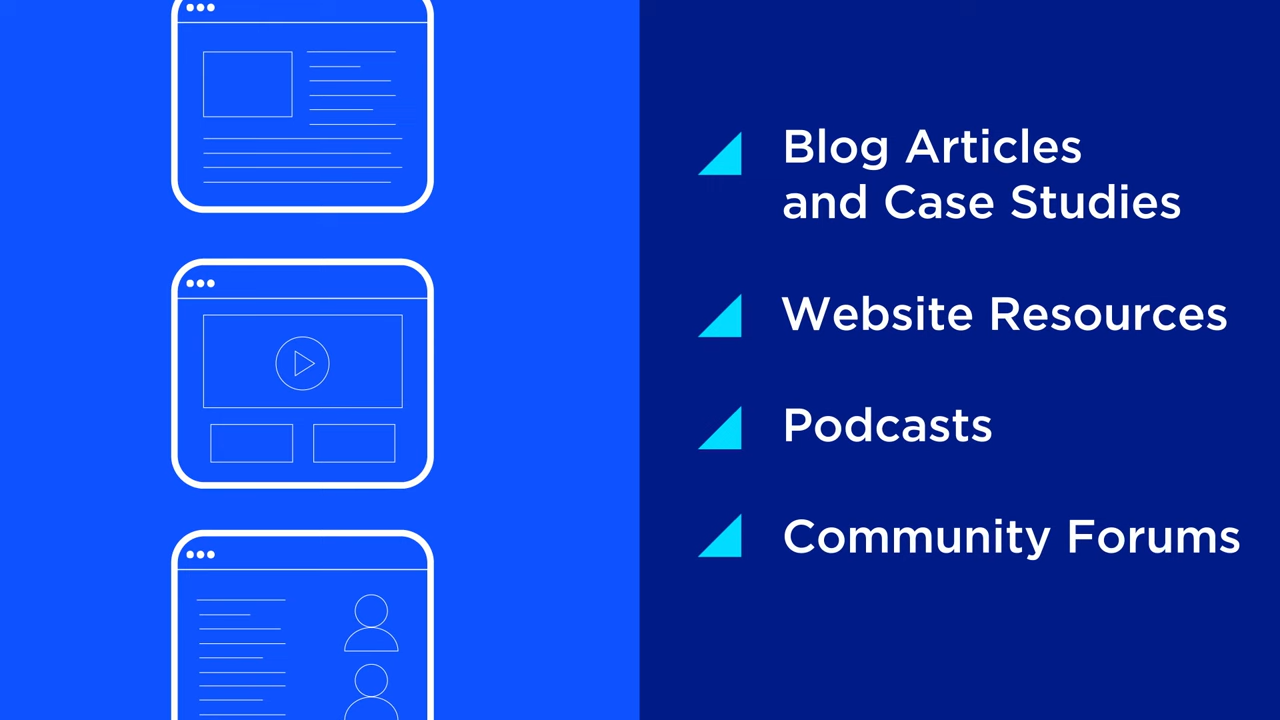 Blog Articles
and Case Studies
Website Resources
Podcasts
Community Forums